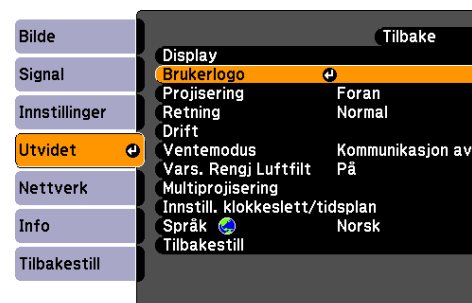 Bilde
Signal
Innstillinger
Utvidet
Nettverk
Info
Tilbakestill
Tilbake
Display
Brukerlogo
Projisering Foran
Retning Normal
Drift
Ventemodus Kommunikasjon av
Vars. Rengj Luftfilt På
Multiprojisering
Innstill. klokkeslett/tidsplan
Språk Norsk
Tilbakestill